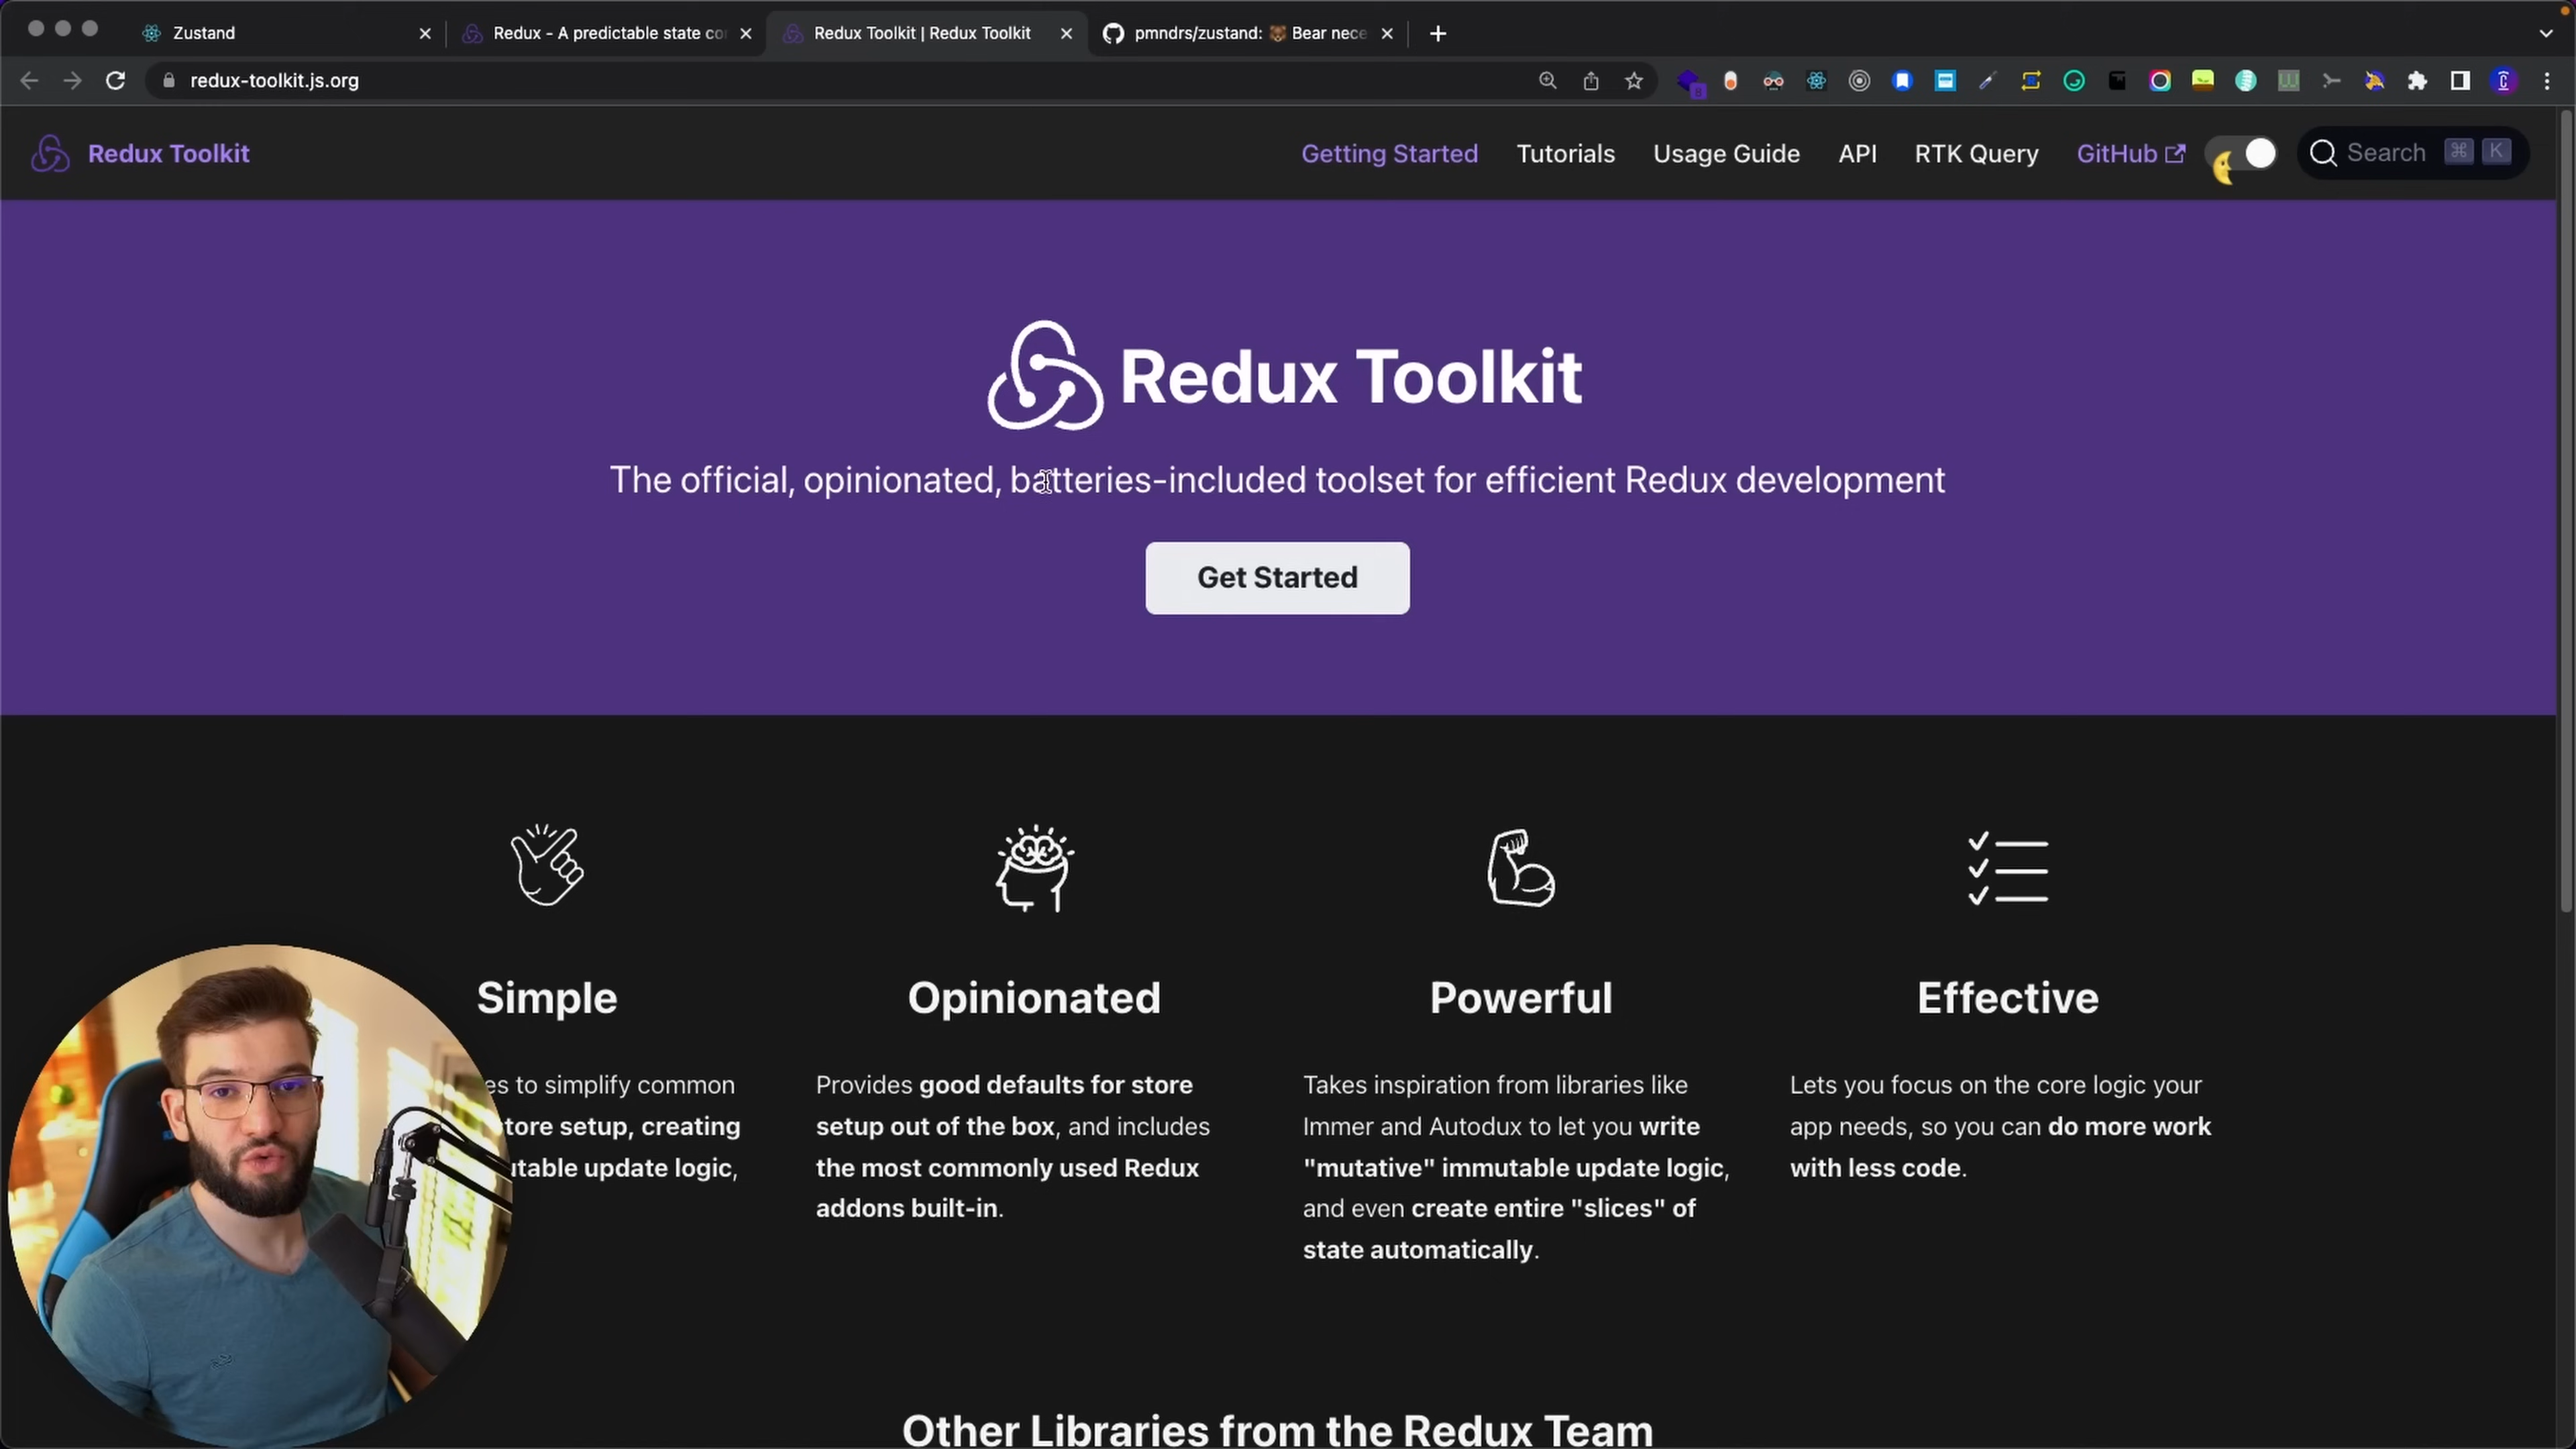 Zustand
Redux - A predictable state co
Redux Toolkit | Redux Toolkit
pmndrs/zustand: 🐻 Bear nece
redux-toolkit.js.org
Redux Toolkit
Getting Started
Tutorials
Usage Guide
API
RTK Query
GitHub
Search ⌘ K
Redux Toolkit
The official, opinionated, batteries-included toolset for efficient Redux development
Get Started
Simple
es to simplify common
tore setup, creating
utable update logic,
Opinionated
Provides good defaults for store
setup out of the box, and includes
the most commonly used Redux
addons built-in.
Powerful
Takes inspiration from libraries like
Immer and Autodux to let you write
"mutative" immutable update logic,
and even create entire "slices" of
state automatically.
Effective
Lets you focus on the core logic your
app needs, so you can do more work
with less code.
Other Libraries from the Redux Team